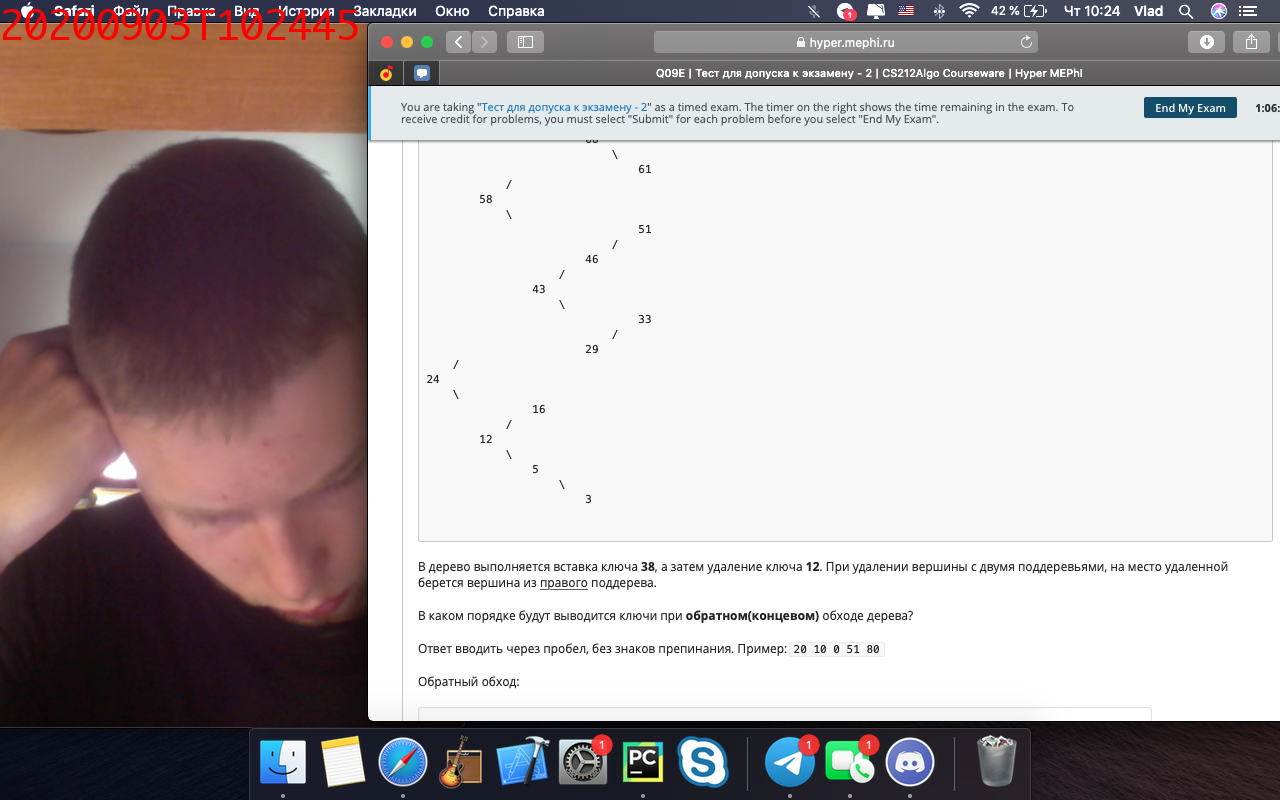 20200903T102445
Safari Файл Правка Вид История Закладки Окно Справка 42 % Чт 10:24 Vlad
hyper.mephi.ru
Q09E | Тест для допуска к экзамену - 2 | CS212Algo Courseware | Hyper MEPhI
You are taking "Тест для допуска к экзамену - 2" as a timed exam. The timer on the right shows the time remaining in the exam. To
receive credit for problems, you must select "Submit" for each problem before you select "End My Exam".
End My Exam
1:06:
\
61
/
58
\
51
/
46
/
43
\
33
/
29
/
24
\
16
/
12
\
5
\
3
В дерево выполняется вставка ключа 38, а затем удаление ключа 12. При удалении вершины с двумя поддеревьями, на место удаленной
берется вершина из правого поддерева.
В каком порядке будут выводится ключи при обратном(концевом) обходе дерева?
Ответ вводить через пробел, без знаков препинания. Пример: 20 10 0 51 80
Обратный обход:
1
PC
1
1